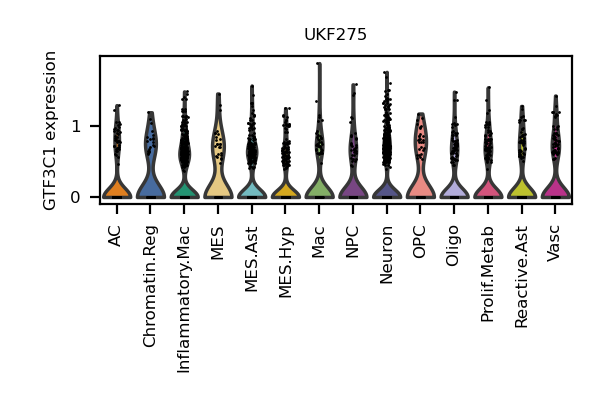 UKF275
GTF3C1 expression
1
0
AC
Chromatin.Reg
Inflammatory.Mac
MES
MES.Ast
MES.Hyp
Mac
NPC
Neuron
OPC
Oligo
Prolif.Metab
Reactive.Ast
Vasc